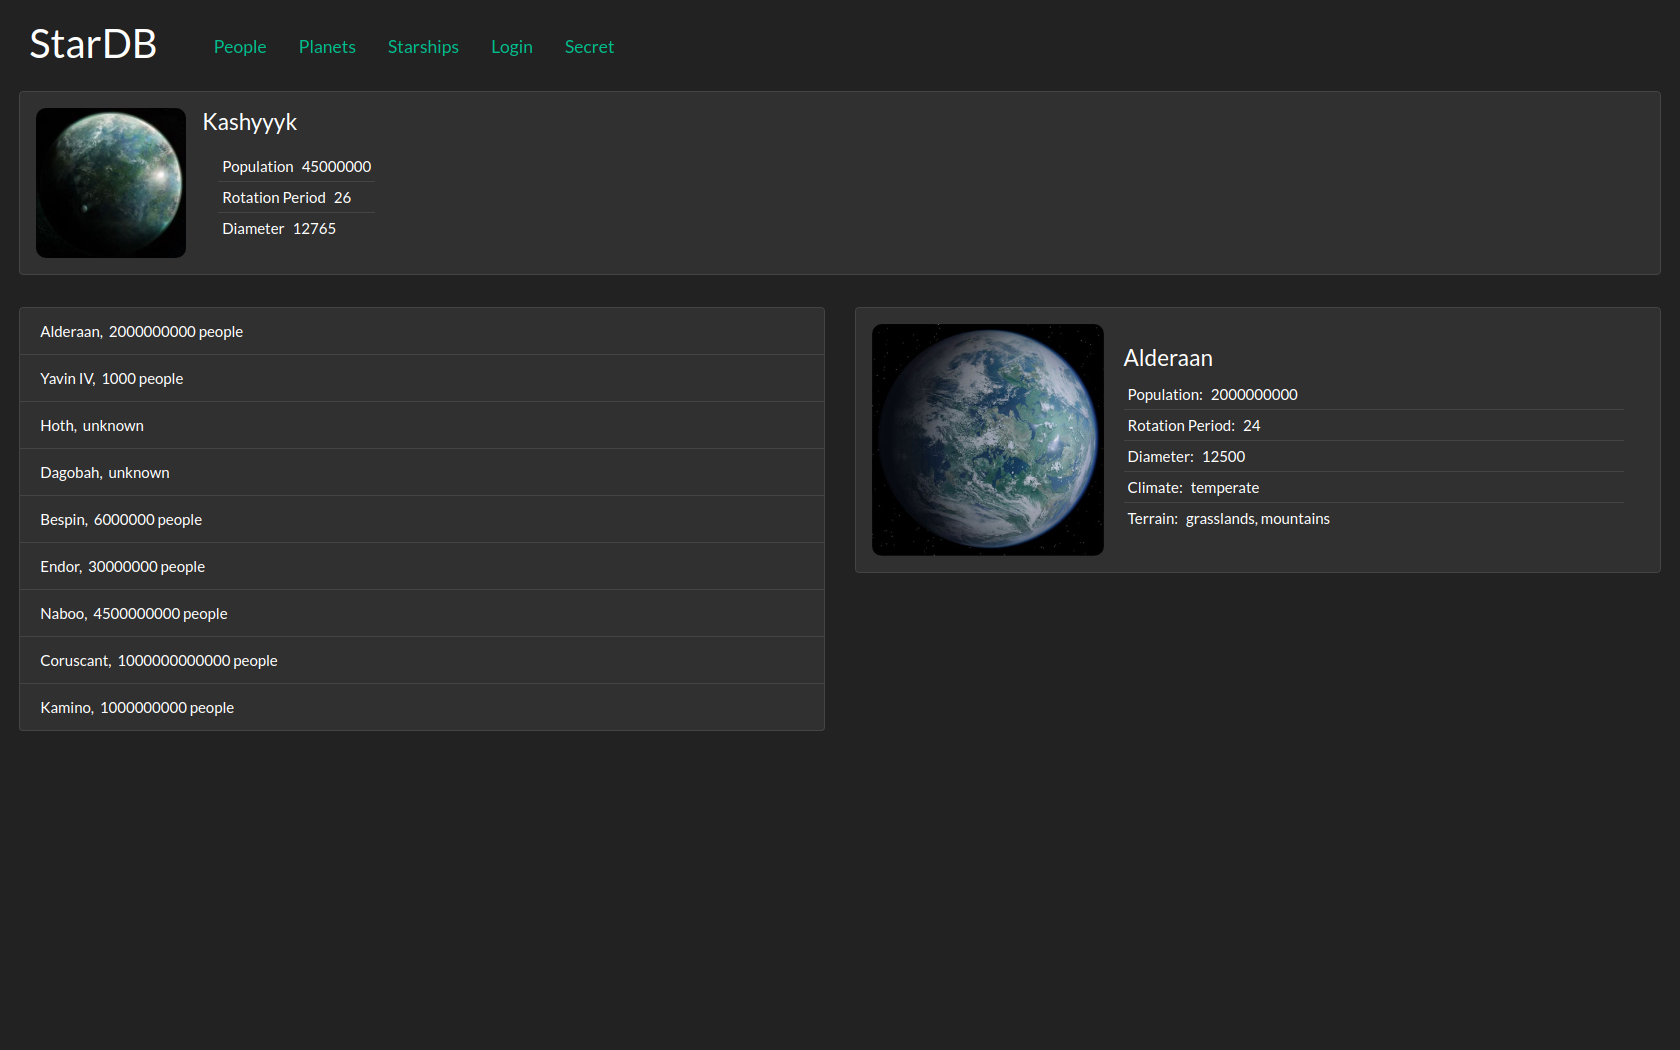 StarDB People Planets Starships Login Secret
Kashyyyk
Population 45000000
Rotation Period 26
Diameter 12765
Alderaan, 2000000000 people
Yavin IV, 1000 people
Hoth, unknown
Dagobah, unknown
Bespin, 6000000 people
Endor, 30000000 people
Naboo, 4500000000 people
Coruscant, 1000000000000 people
Kamino, 1000000000 people
Alderaan
Population: 2000000000
Rotation Period: 24
Diameter: 12500
Climate: temperate
Terrain: grasslands, mountains